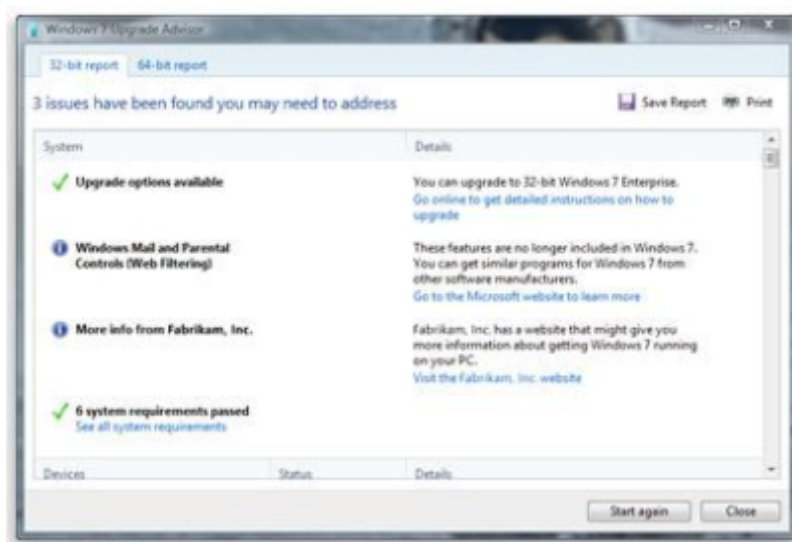 Windows 7 Upgrade Advisor
32-bit report 64-bit report
3 issues have been found you may need to address
Save Report Print
System Details
Upgrade options available
You can upgrade to 32-bit Windows 7 Enterprise.
Go online to get detailed instructions on how to
upgrade
Windows Mail and Parental
Controls (Web Filtering)
These features are no longer included in Windows 7.
You can get similar programs for Windows 7 from
other software manufacturers.
Go to the Microsoft website to learn more
More info from Fabrikam, Inc.
Fabrikam, Inc. has a website that might give you
more information about getting Windows 7 running
on your PC.
Visit the Fabrikam, Inc. website
6 system requirements passed
See all system requirements
Devices Status Details
Start again Close